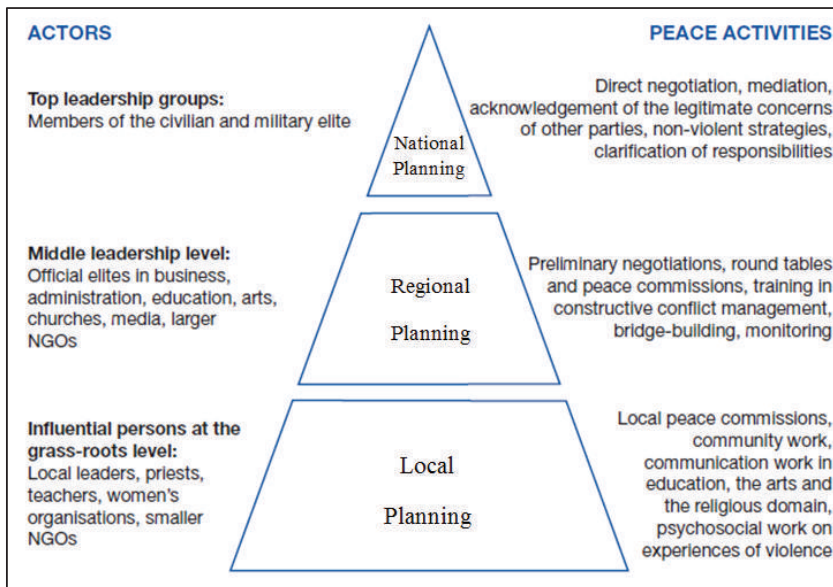 ACTORS
PEACE ACTIVITIES
Top leadership groups:
Members of the civilian and military elite
National
Planning
Direct negotiation, mediation,
acknowledgement of the legitimate concerns
of other parties, non-violent strategies,
clarification of responsibilities
Middle leadership level:
Official elites in business,
administration, education, arts,
churches, media, larger
NGOs
Regional
Planning
Preliminary negotiations, round tables
and peace commissions, training in
constructive conflict management,
bridge-building, monitoring
Influential persons at the
grass-roots level:
Local leaders, priests,
teachers, women's
organisations, smaller
NGOs
Local
Planning
Local peace commissions,
community work,
communication work in
education, the arts and
the religious domain,
psychosocial work on
experiences of violence